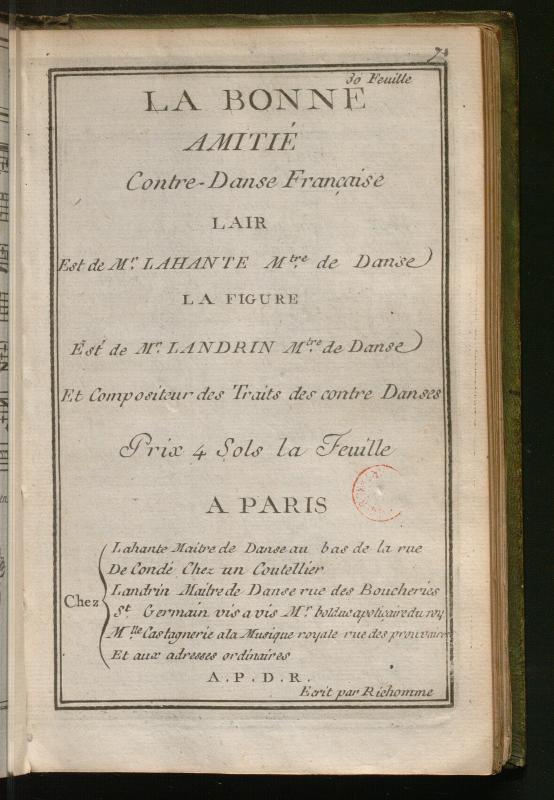 30 Feuille
LA BONNE
AMITIÉ
Contre-Danse Française
LAIR
Est de Mr. LAHANTE Mtre. de Danse
LA FIGURE
Est de Mr. LANDRIN Mtre. de Danse
Et Compositeur des Traits des contre Danses
Prix 4 Sols la Feuille
A PARIS
Chez
Lahante Maitre de Danse au bas de la rue
De Condé Chez un Coutellier
Landrin Maître de Danse rue des Boucheries
St Germain vis a vis Mr bolduc apoticaire du roy
Mlle Castagnerie a la Musique royale rue des prouvaires
Et aux adresses ordinaires
A.P.D.R.
Ecrit par Richomme